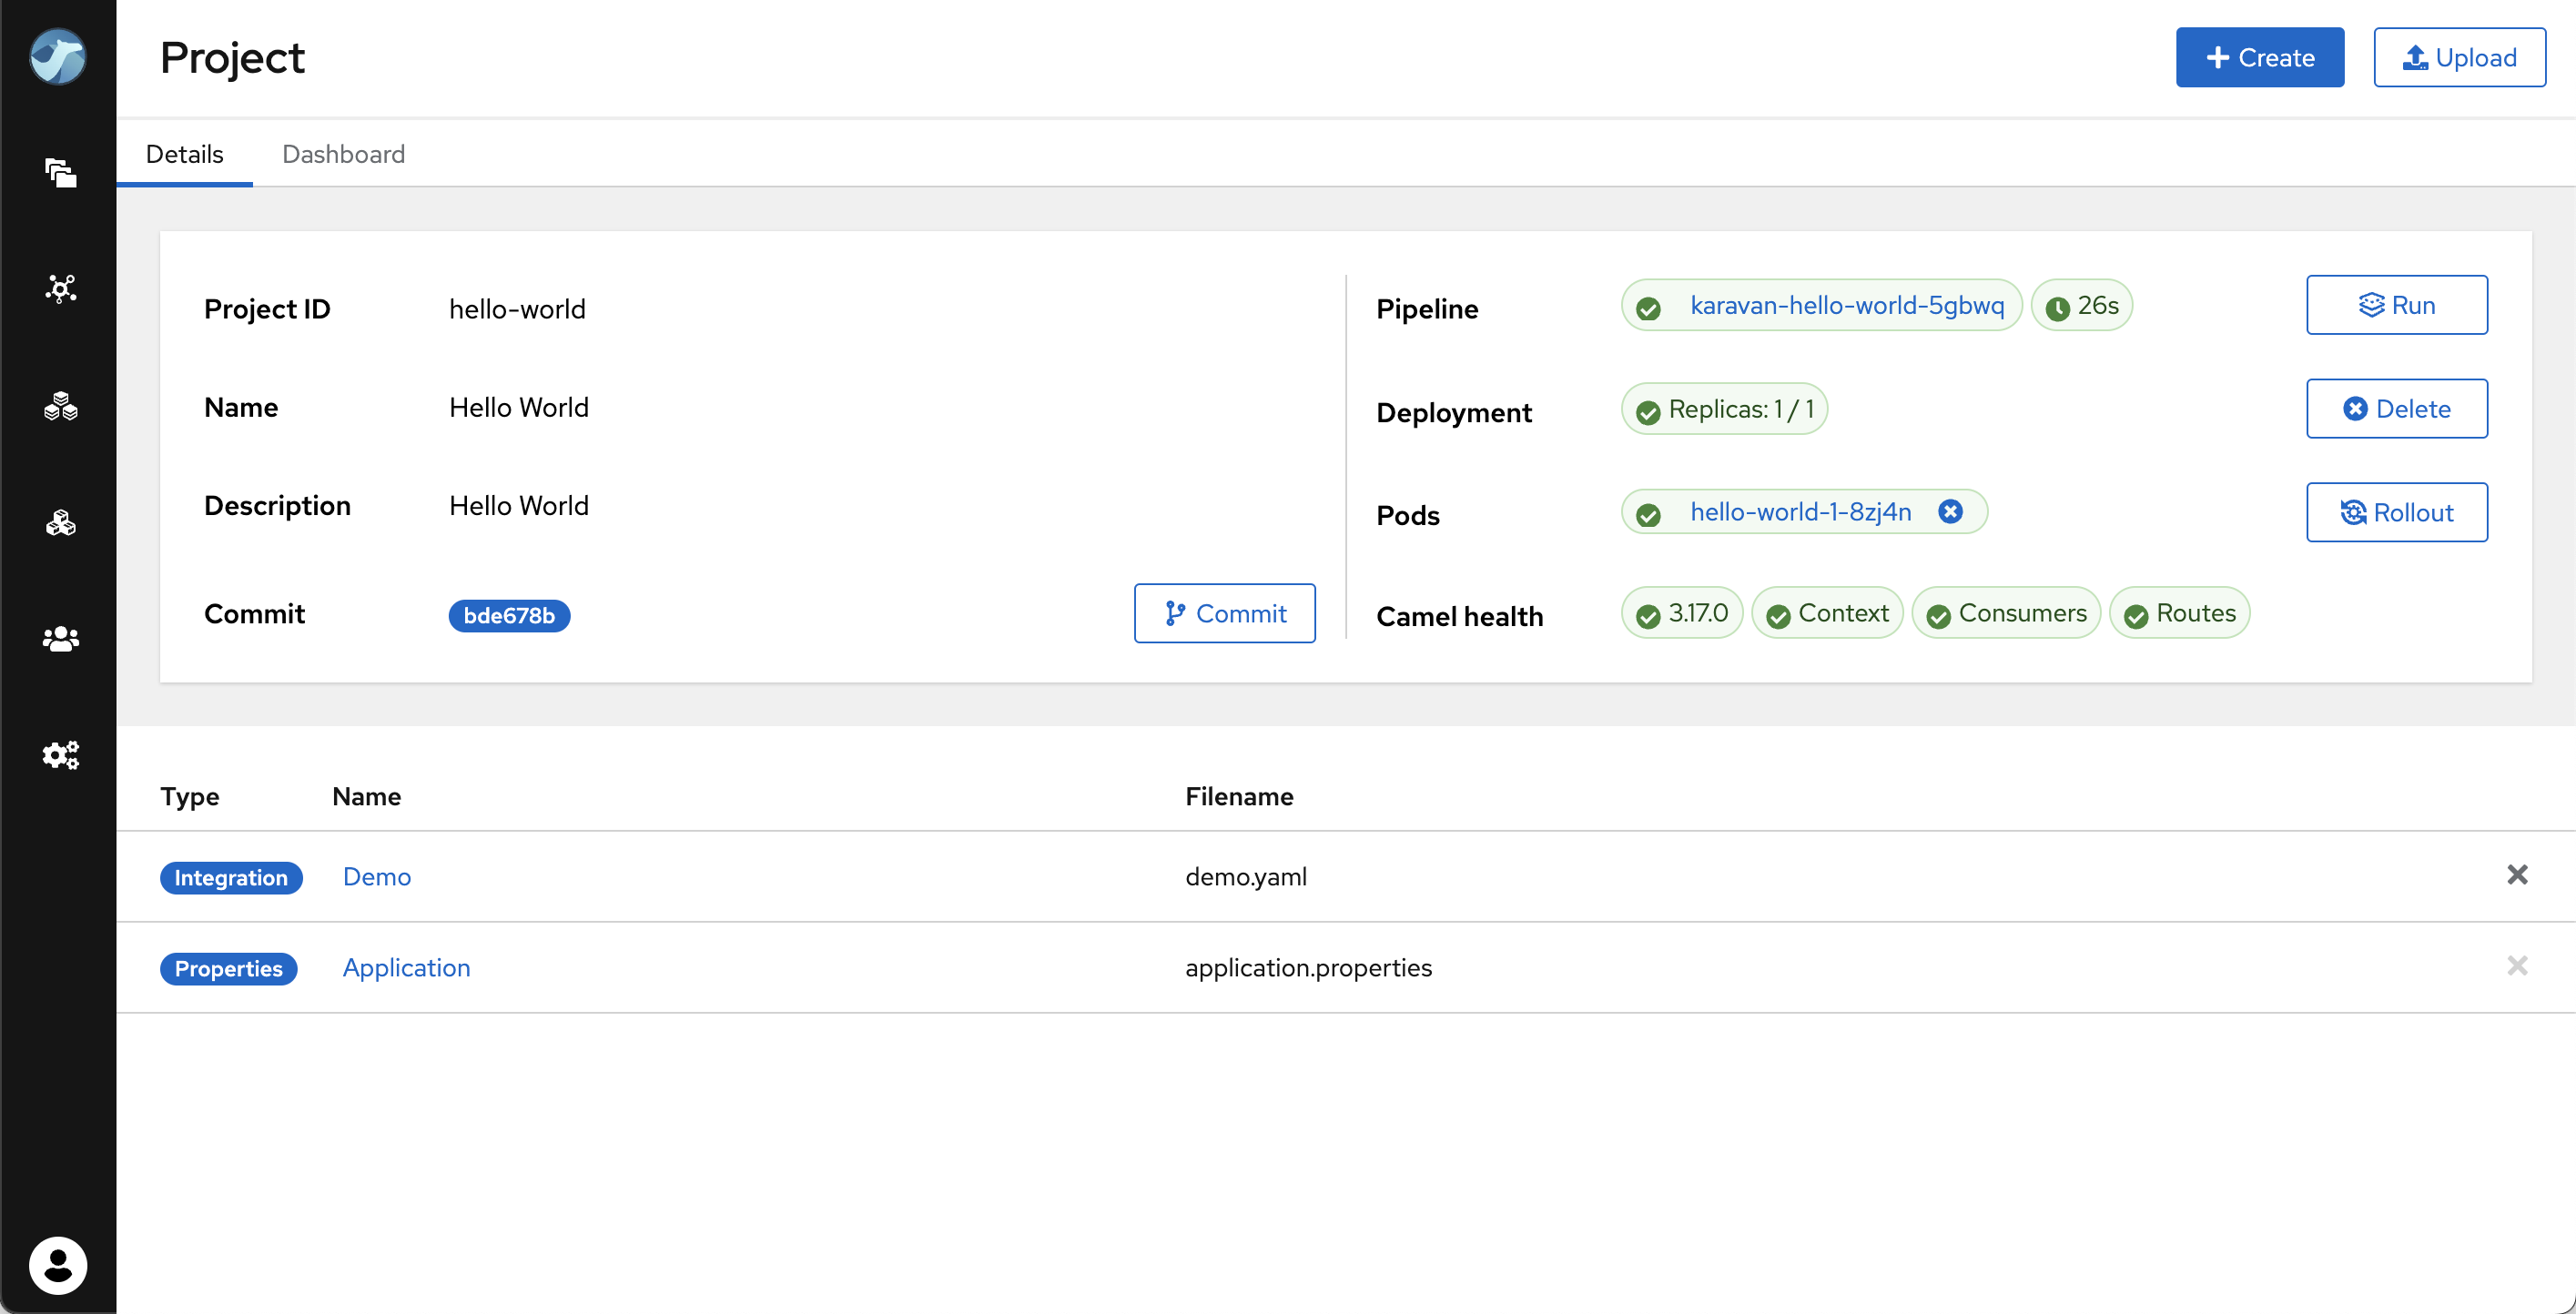 Project
Create
Upload
Details
Dashboard
Project ID
hello-world
Name
Hello World
Description
Hello World
Commit
bde678b
Commit
Pipeline
karavan-hello-world-5gbwq
26s
Run
Deployment
Replicas: 1 / 1
Delete
Pods
hello-world-1-8zj4n
Rollout
Camel health
3.17.0
Context
Consumers
Routes
Type
Name
Filename
Integration
Demo
demo.yaml
Properties
Application
application.properties